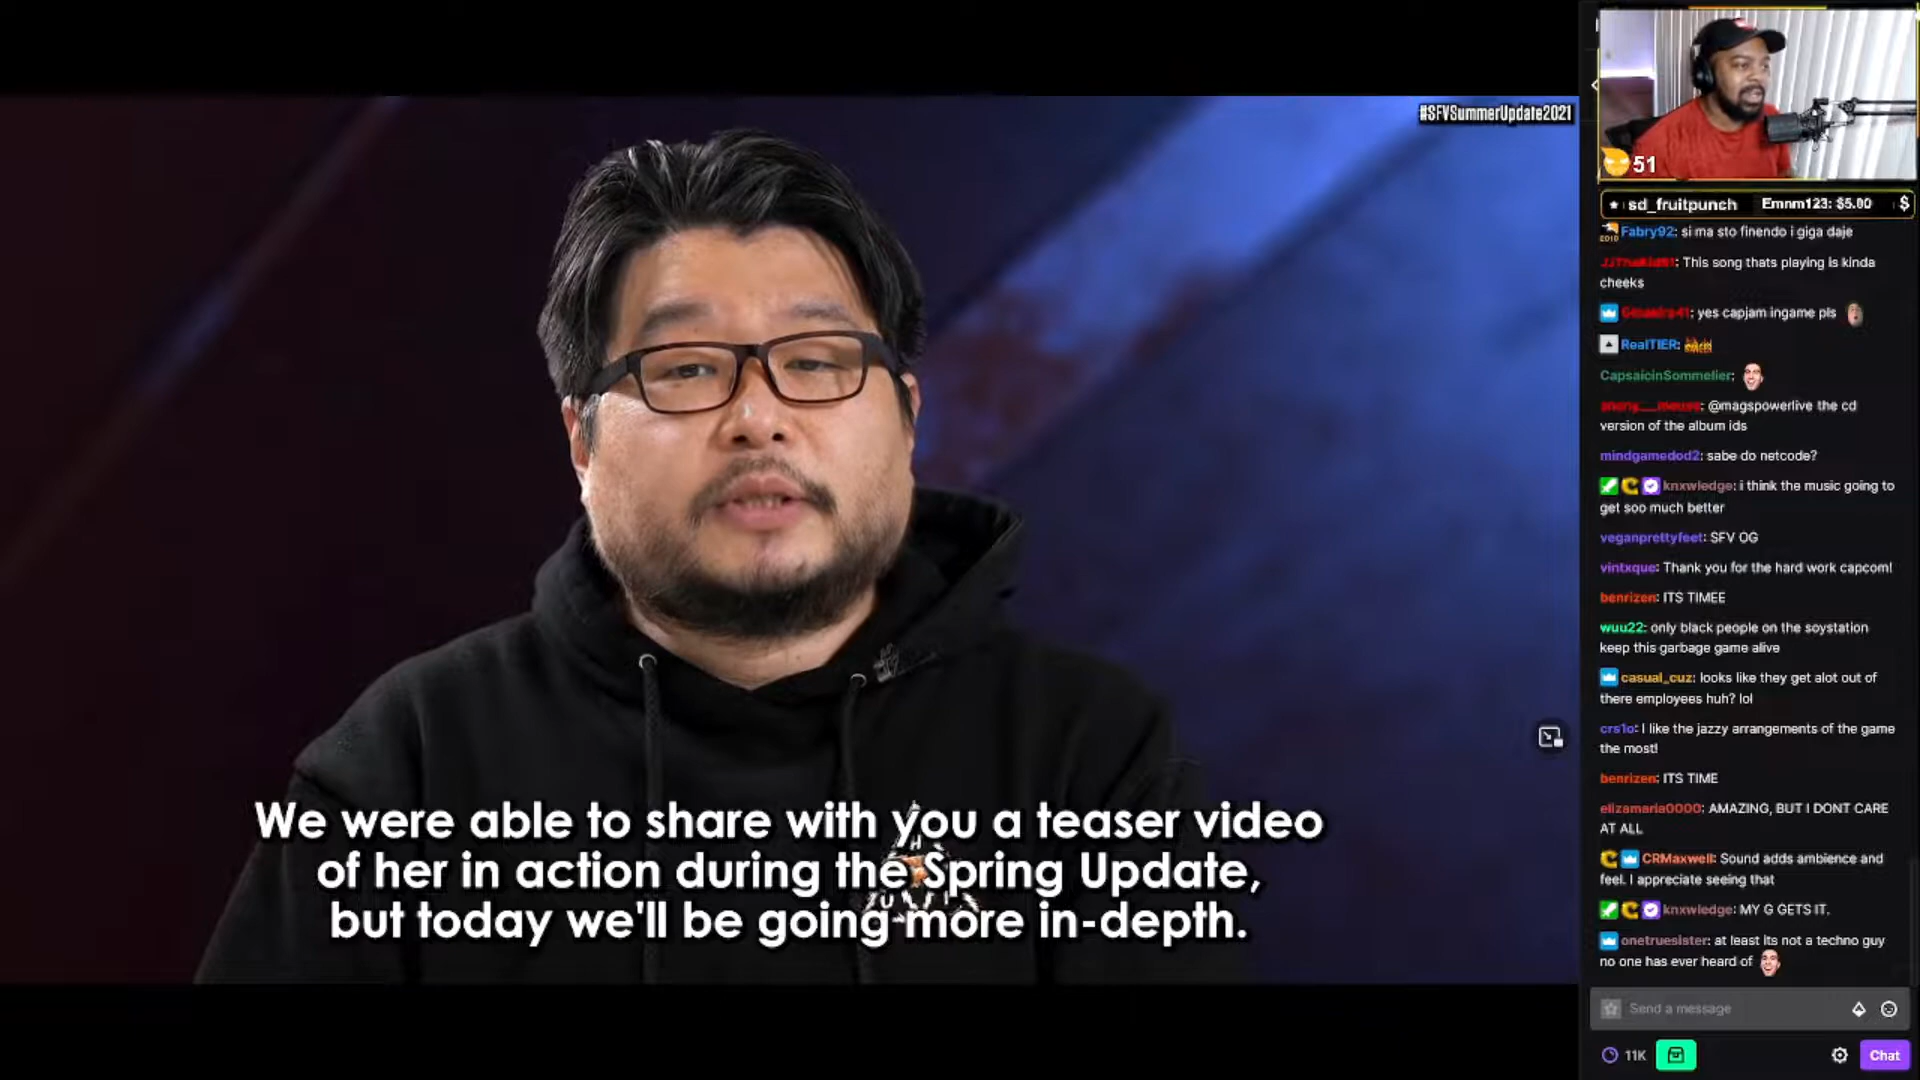 #SFVSummerUpdate2021
We were able to share with you a teaser video
of her in action during the Spring Update,
but today we'll be going more in-depth.
51
sd_fruitpunch Emnm123: $5.00 $
Fabry92: si ma sto finendo i giga daje
This song thats playing is kinda
cheeks
yes capjam ingame pls
RealTIER:
CapsaicinSommelier:
@magspowerlive the cd
version of the album ids
mindgamedod2: sabe do netcode?
knxwledge: i think the music going to
get soo much better
veganprettyfeet: SFV OG
vintxque: Thank you for the hard work capcom!
benrizen: ITS TIMEE
wuu22: only black people on the soystation
keep this garbage game alive
casual_cuz: looks like they get alot out of
there employees huh? lol
crs1o: I like the jazzy arrangements of the game
the most!
benrizen: ITS TIME
elizamaria0000: AMAZING, BUT I DONT CARE
AT ALL
CRMaxwell: Sound adds ambience and
feel. I appreciate seeing that
knxwledge: MY G GETS IT.
onetruesister: at least its not a techno guy
no one has ever heard of
Send a message
11K
Chat